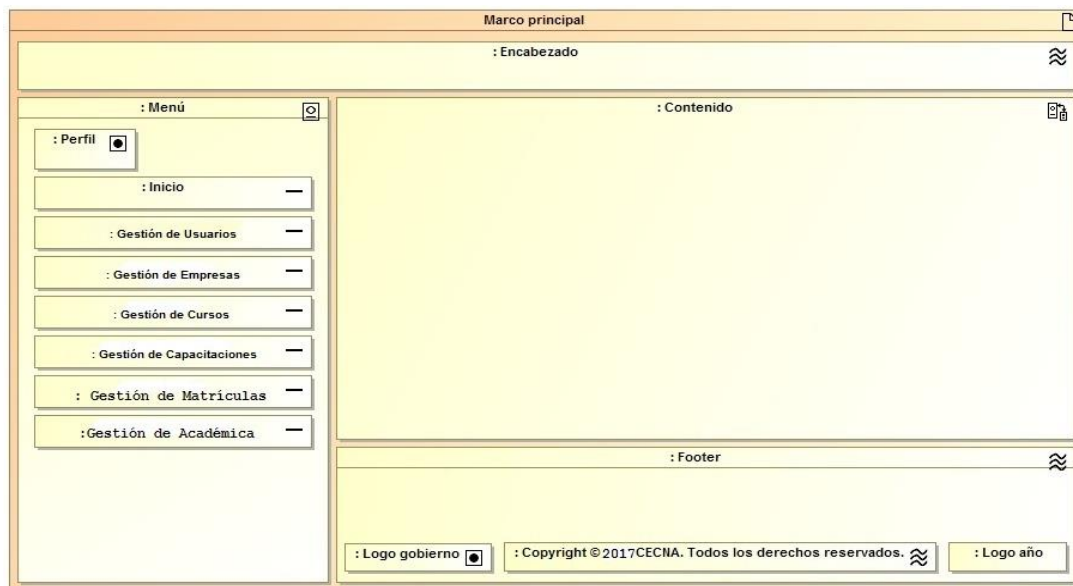 Marco principal
: Encabezado
: Menú
: Contenido
: Perfil
: Inicio
: Gestión de Usuarios
: Gestión de Empresas
: Gestión de Cursos
: Gestión de Capacitaciones
: Gestión de Matrículas
:Gestión de Académica
: Footer
: Logo gobierno
: Copyright ©2017CECNA. Todos los derechos reservados.
: Logo año